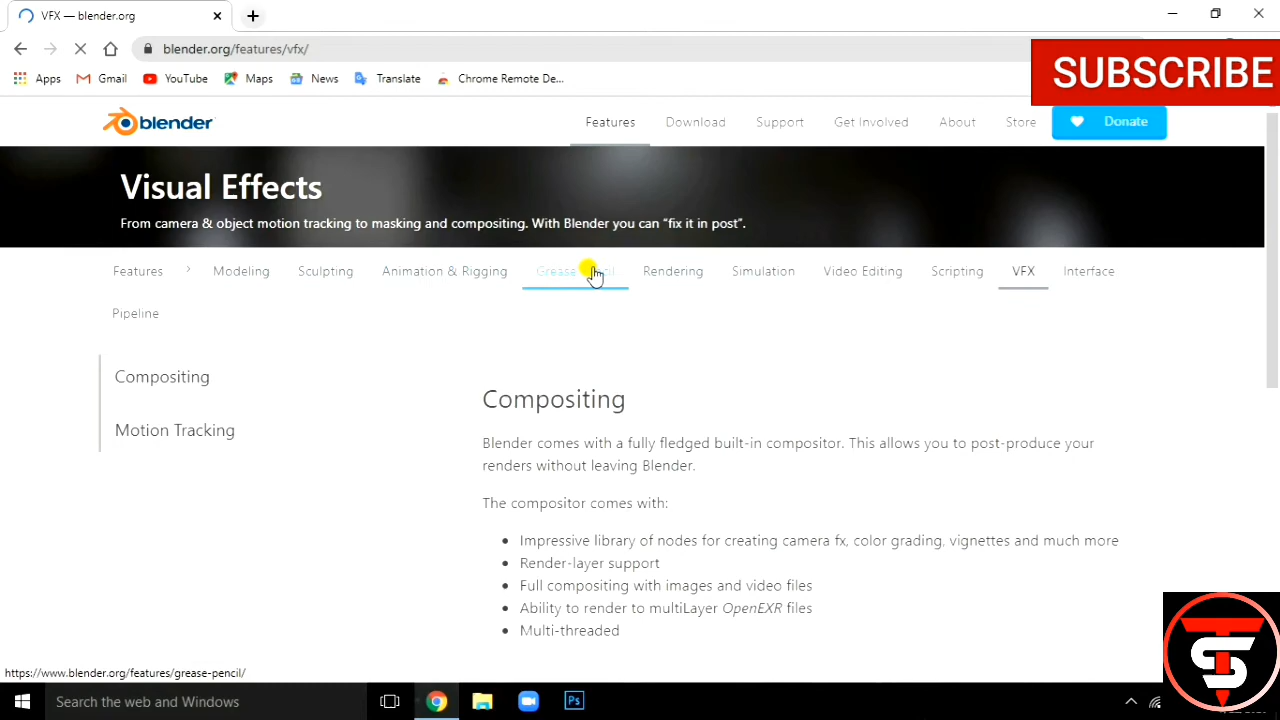 VFX — blender.org
blender.org/features/vfx/
Apps Gmail YouTube Maps News Translate Chrome Remote De...
SUBSCRIBE
blender
Features Download Support Get Involved About Store Donate
Visual Effects
From camera & object motion tracking to masking and compositing. With Blender you can “fix it in post”.
Features Modeling Sculpting Animation & Rigging Grease Rendering Simulation Video Editing Scripting VFX Interface
Pipeline
Compositing
Motion Tracking
Compositing
Blender comes with a fully fledged built-in compositor. This allows you to post-produce your
renders without leaving Blender.
The compositor comes with:
Impressive library of nodes for creating camera fx, color grading, vignettes and much more
Render-layer support
Full compositing with images and video files
Ability to render to multiLayer OpenEXR files
Multi-threaded
https://www.blender.org/features/grease-pencil/
Search the web and Windows
Ps